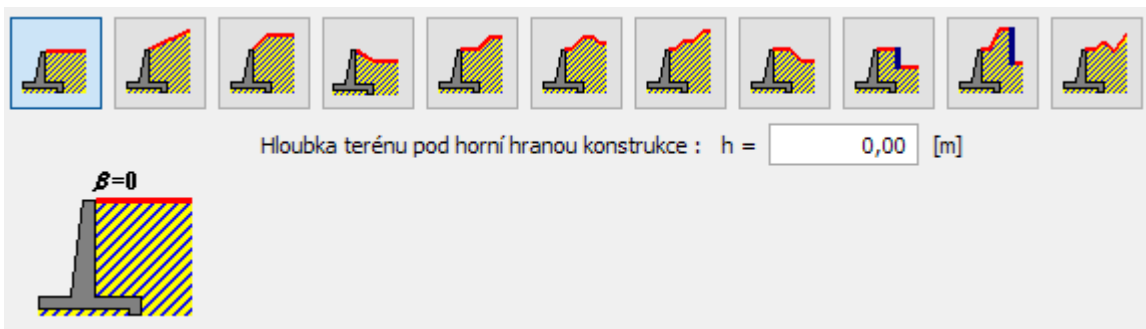 Hloubka terénu pod horní hranou konstrukce : h = 0,00 [m]
β=0